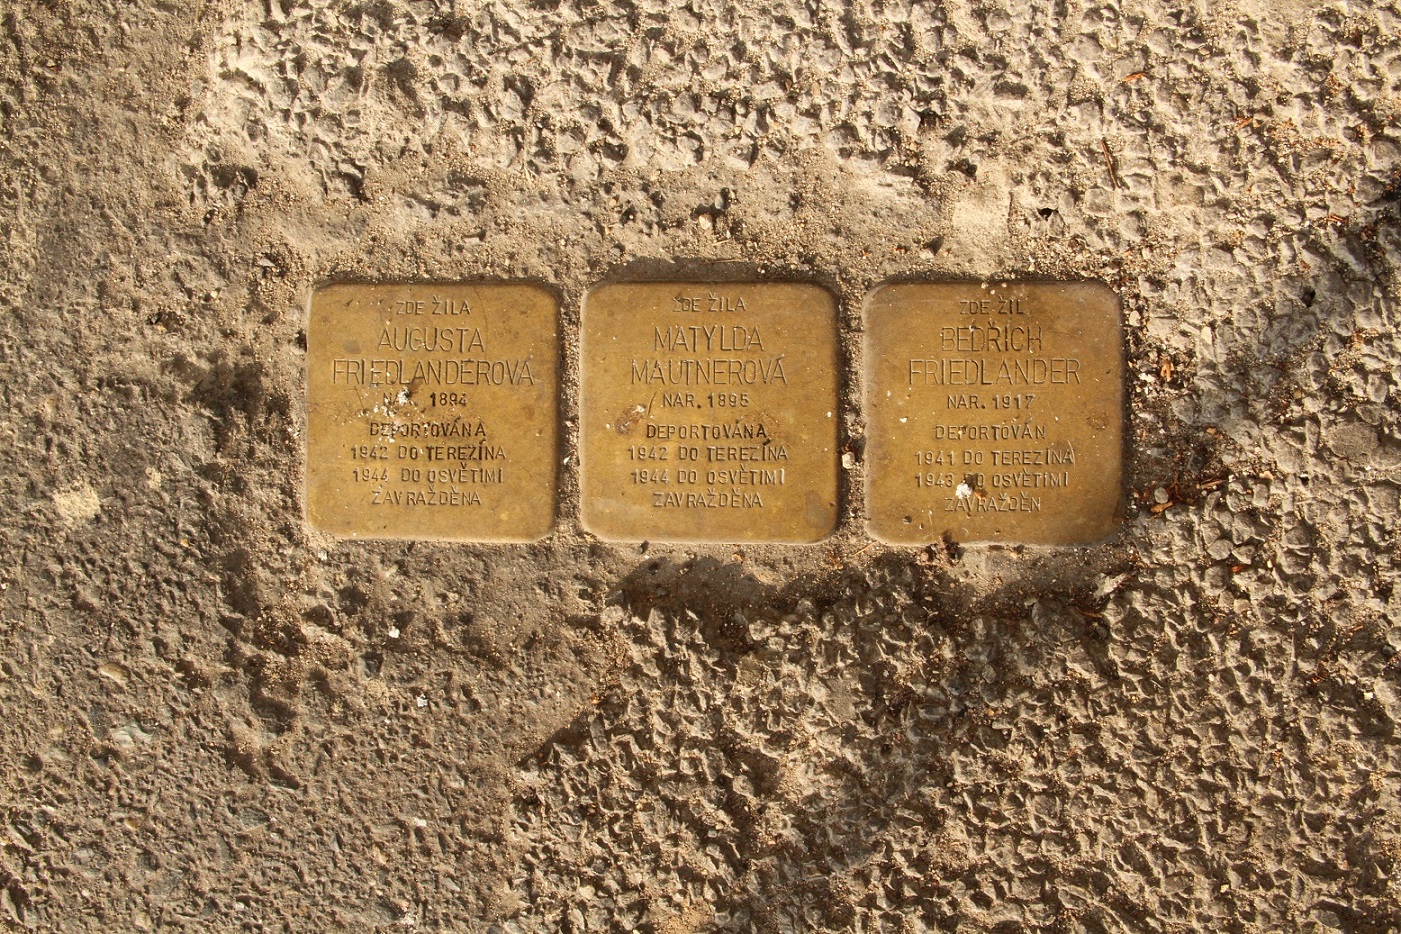 ZDE ŽILA
AUGUSTA
FRIEDLANDEROVÁ
NAR. 1894
DEPORTOVÁNA
1942 DO TEREZÍNA
1944 DO OSVĚTIMI
ZAVRAŽDĚNA
ZDE ŽILA
MATYLDA
MAUTNEROVÁ
NAR. 1895
DEPORTOVÁNA
1942 DO TEREZÍNA
1944 DO OSVĚTIMI
ZAVRAŽDĚNA
ZDE ŽIL
BEDŘICH
FRIEDLANDER
NAR. 1917
DEPORTOVÁN
1941 DO TEREZÍNA
1943 DO OSVĚTIMI
ZAVRAŽDĚN